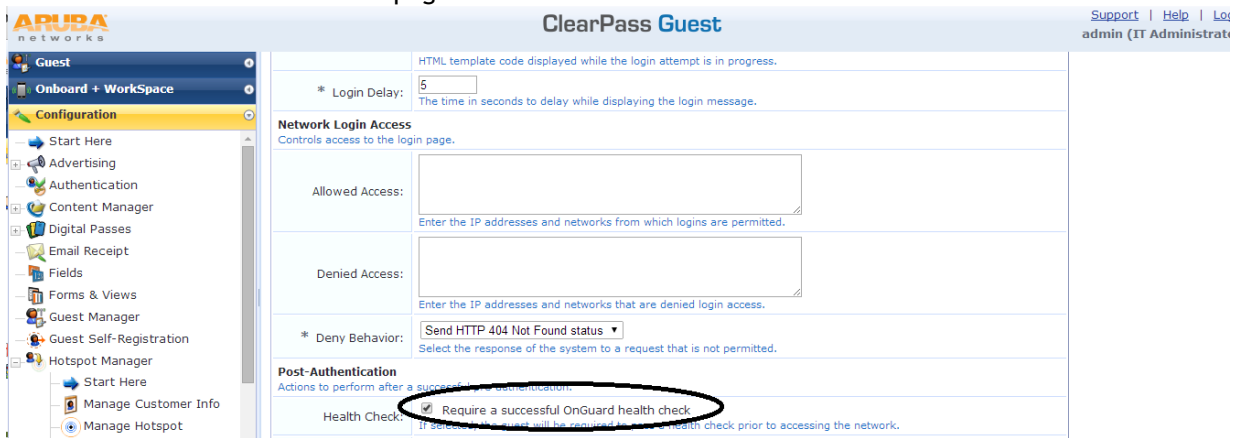 ARUBA
networks
ClearPass Guest
Support | Help |
admin (IT
Guest
Onboard + WorkSpace
Configuration
Start Here
Advertising
Authentication
Content Manager
Digital Passes
Email Receipt
Fields
Forms & Views
Guest Manager
Guest Self-Registration
Hotspot Manager
Start Here
Manage Customer Info
Manage Hotspot
HTML template code displayed while the login attempt is in progress.
* Login Delay: 5
The time in seconds to delay while displaying the login message.
Network Login Access
Controls access to the login page.
Allowed Access:
Enter the IP addresses and networks from which logins are permitted.
Denied Access:
Enter the IP addresses and networks that are denied login access.
* Deny Behavior: Send HTTP 404 Not Found status
Select the response of the system to a request that is not permitted.
Post-Authentication
Actions to perform after a successful authentication.
Health Check: Require a successful OnGuard health check
If selected, the guest will be required to a health check prior to accessing the network.